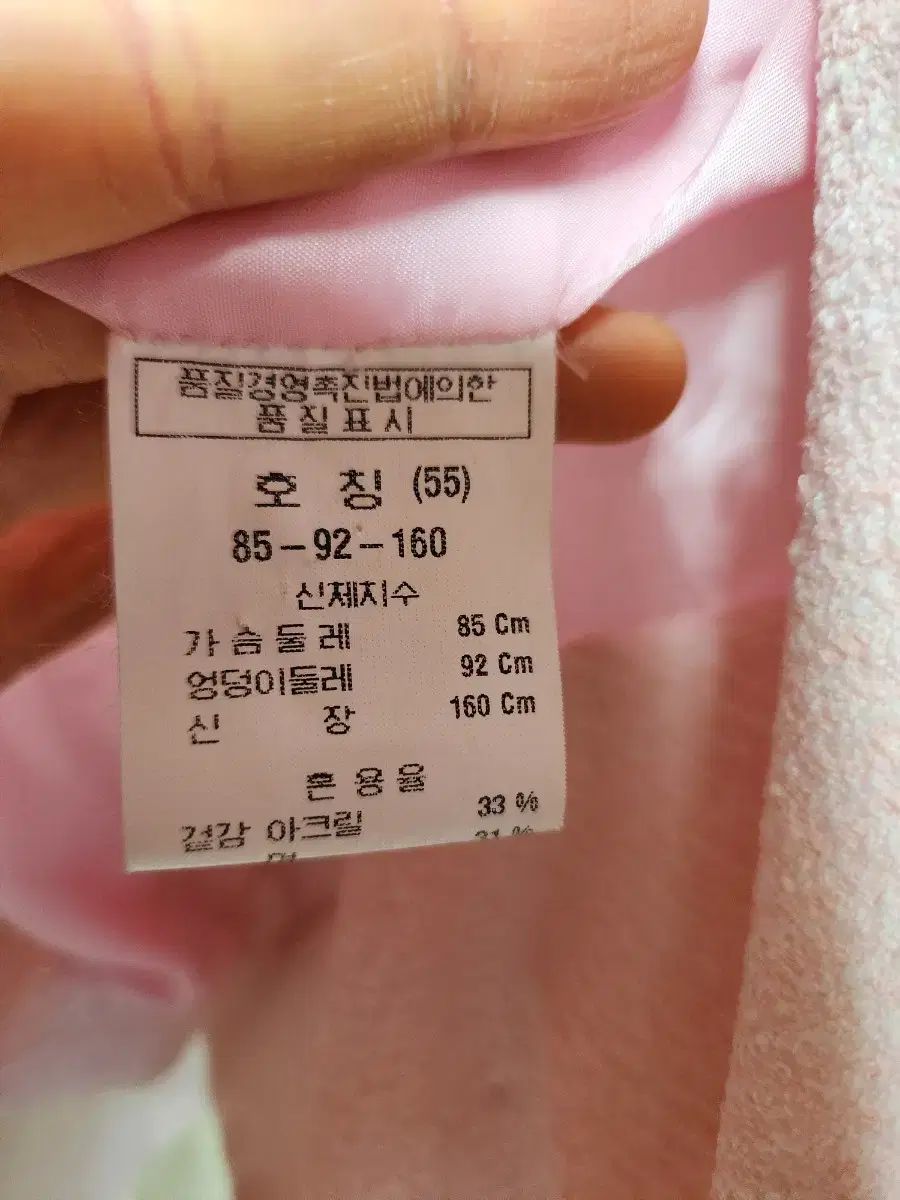 품질경영촉진법에의한
품 질 표 시
호 칭 (55)
85-92-160
신체지수
가 슴 둘 레 85 Cm
엉덩이둘레 92 Cm
신 장 160 Cm
혼 용 율
겉감 아크릴 33 %